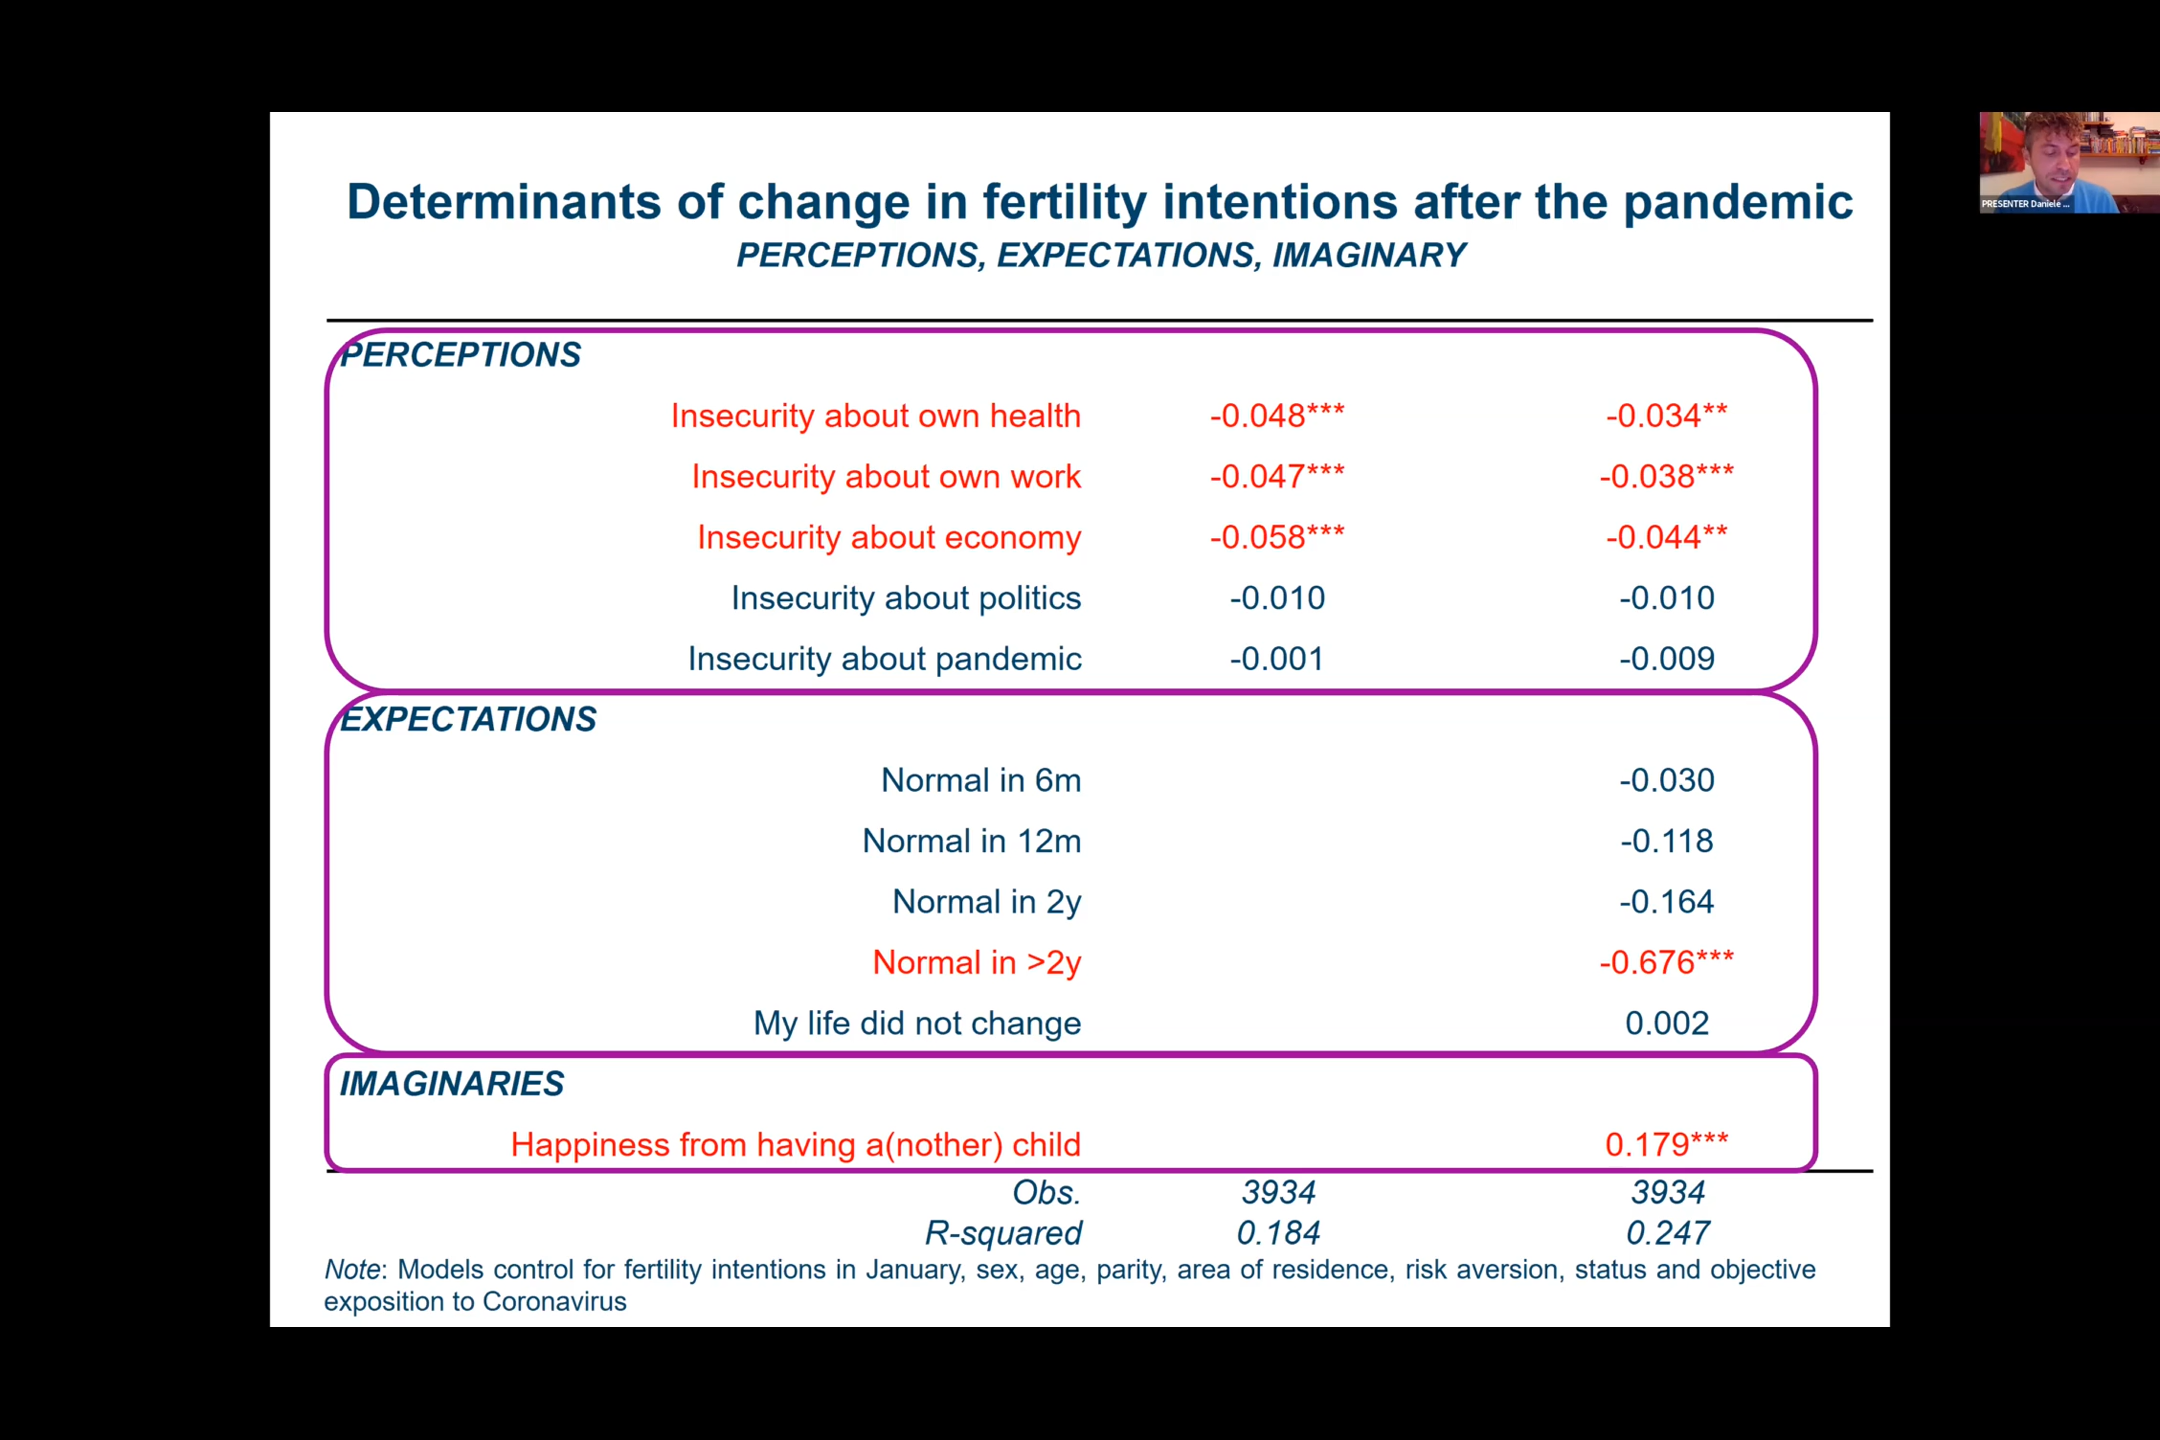 Determinants of change in fertility intentions after the pandemic
PERCEPTIONS, EXPECTATIONS, IMAGINARY
PRESENTER Daniele ...
PERCEPTIONS
Insecurity about own health -0.048*** -0.034**
Insecurity about own work -0.047*** -0.038***
Insecurity about economy -0.058*** -0.044**
Insecurity about politics -0.010 -0.010
Insecurity about pandemic -0.001 -0.009
EXPECTATIONS
Normal in 6m -0.030
Normal in 12m -0.118
Normal in 2y -0.164
Normal in >2y -0.676***
My life did not change 0.002
IMAGINARIES
Happiness from having a(nother) child 0.179***
Obs. 3934 3934
R-squared 0.184 0.247
Note: Models control for fertility intentions in January, sex, age, parity, area of residence, risk aversion, status and objective
exposition to Coronavirus